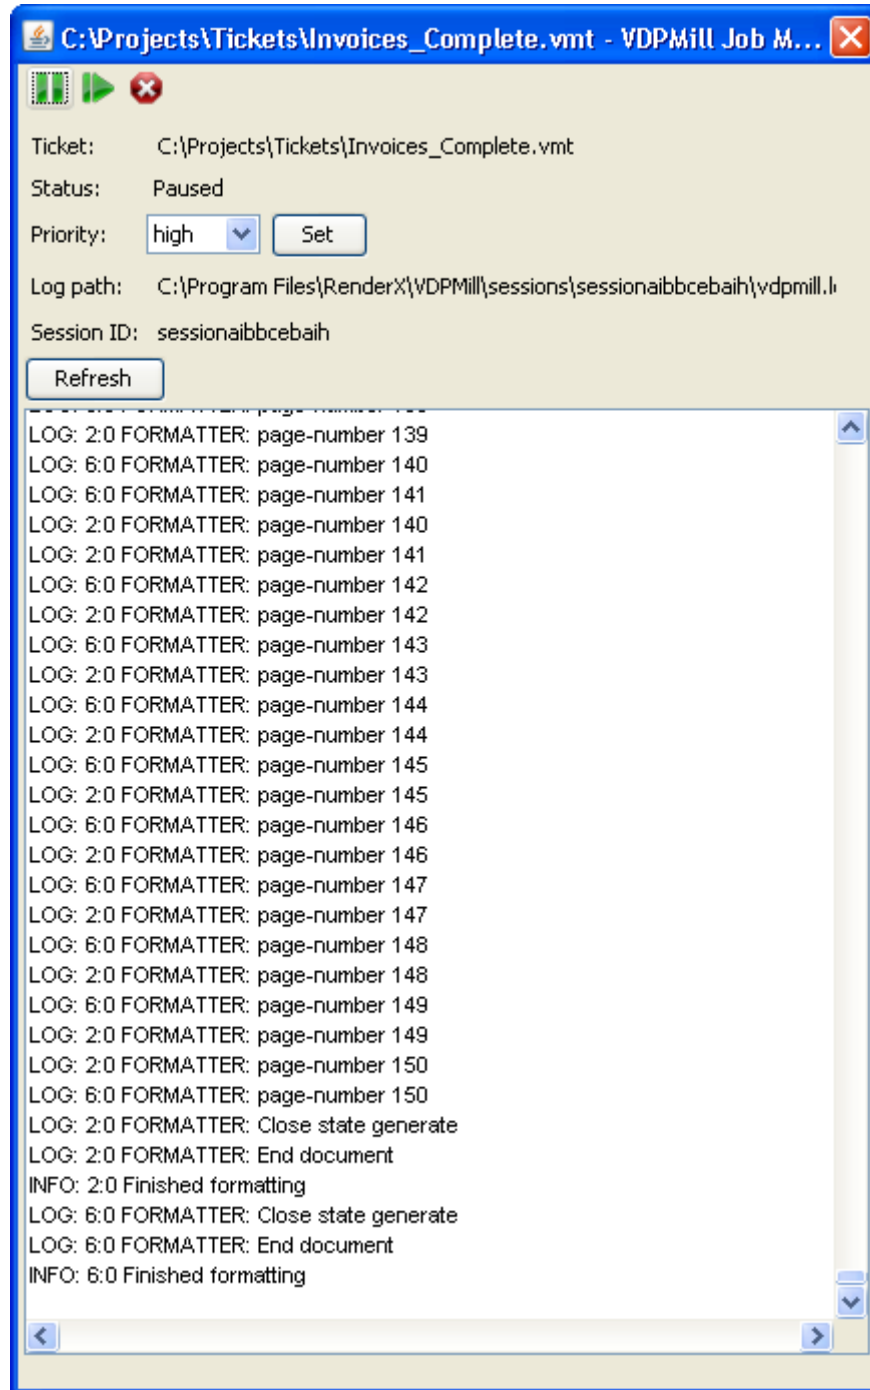 C:\Projects\Tickets\Invoices_Complete.vmt - VDPMill Job M...
Ticket: C:\Projects\Tickets\Invoices_Complete.vmt
Status: Paused
Priority: high Set
Log path: C:\Program Files\RenderX\VDPMill\sessions\sessionaibbcebaih\vdpmill.l
Session ID: sessionaibbcebaih
Refresh
LOG: 2:0 FORMATTER: page-number 139
LOG: 6:0 FORMATTER: page-number 140
LOG: 6:0 FORMATTER: page-number 141
LOG: 2:0 FORMATTER: page-number 140
LOG: 2:0 FORMATTER: page-number 141
LOG: 6:0 FORMATTER: page-number 142
LOG: 2:0 FORMATTER: page-number 142
LOG: 6:0 FORMATTER: page-number 143
LOG: 2:0 FORMATTER: page-number 143
LOG: 6:0 FORMATTER: page-number 144
LOG: 2:0 FORMATTER: page-number 144
LOG: 6:0 FORMATTER: page-number 145
LOG: 2:0 FORMATTER: page-number 145
LOG: 6:0 FORMATTER: page-number 146
LOG: 2:0 FORMATTER: page-number 146
LOG: 6:0 FORMATTER: page-number 147
LOG: 2:0 FORMATTER: page-number 147
LOG: 6:0 FORMATTER: page-number 148
LOG: 2:0 FORMATTER: page-number 148
LOG: 6:0 FORMATTER: page-number 149
LOG: 2:0 FORMATTER: page-number 149
LOG: 2:0 FORMATTER: page-number 150
LOG: 6:0 FORMATTER: page-number 150
LOG: 2:0 FORMATTER: Close state generate
LOG: 2:0 FORMATTER: End document
INFO: 2:0 Finished formatting
LOG: 6:0 FORMATTER: Close state generate
LOG: 6:0 FORMATTER: End document
INFO: 6:0 Finished formatting